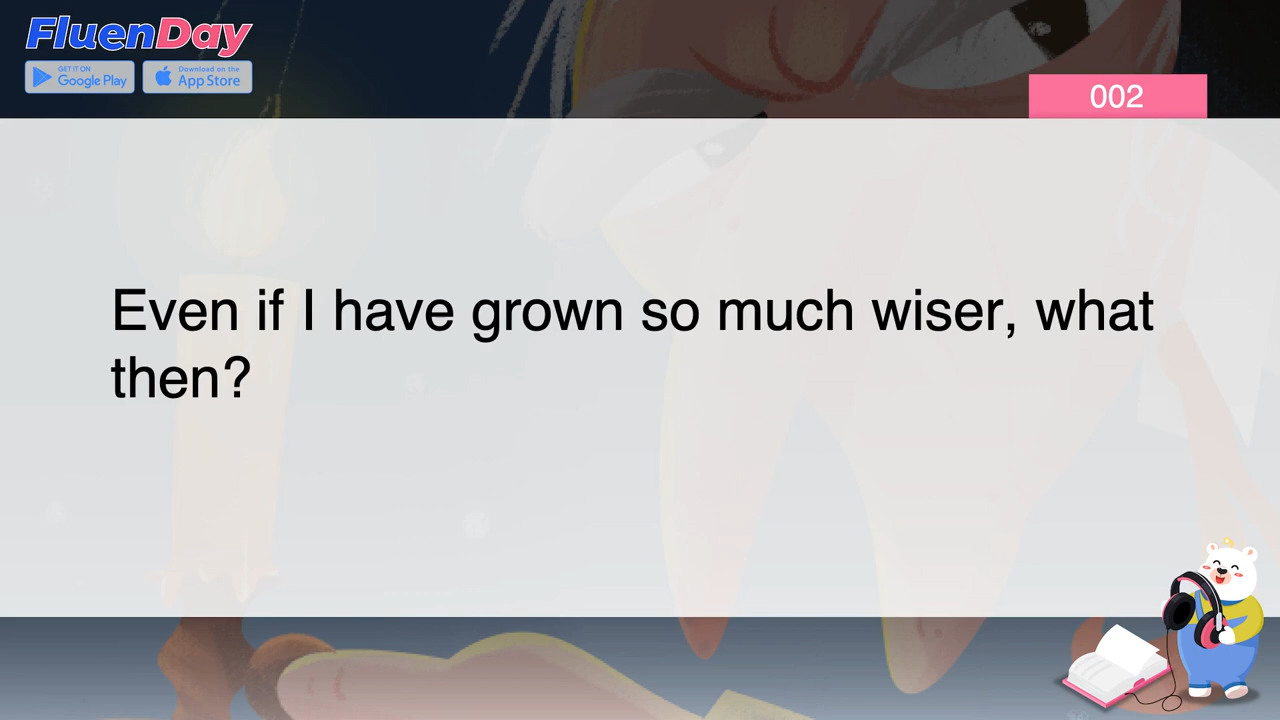 FluenDay
GET IT ON
Google Play
Download on the
App Store
002
Even if I have grown so much wiser, what
then?